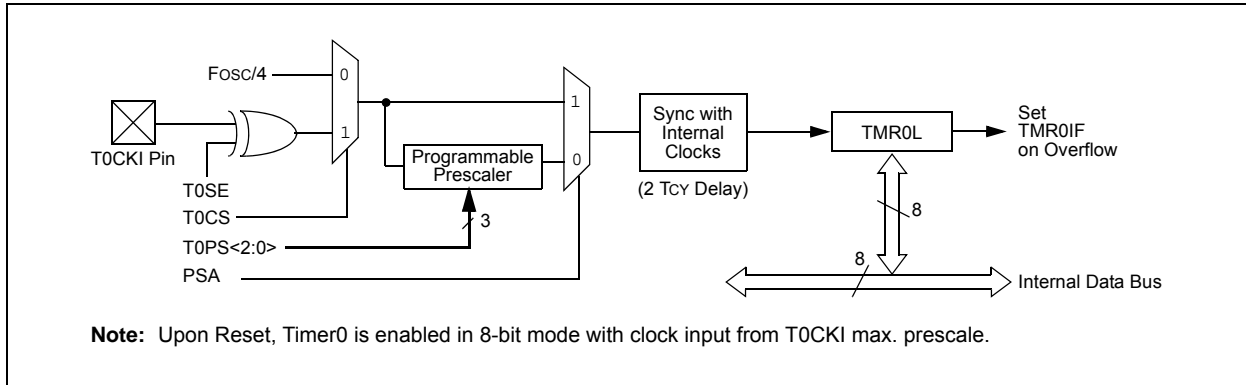 FOSC/4
0
1
T0CKI Pin
T0SE
T0CS
T0PS<2:0>
PSA
Programmable
Prescaler
3
1
0
Sync with
Internal
Clocks
(2 TCY Delay)
TMR0L
Set
TMR0IF
on Overflow
8
8
Internal Data Bus
Note: Upon Reset, Timer0 is enabled in 8-bit mode with clock input from T0CKI max. prescale.